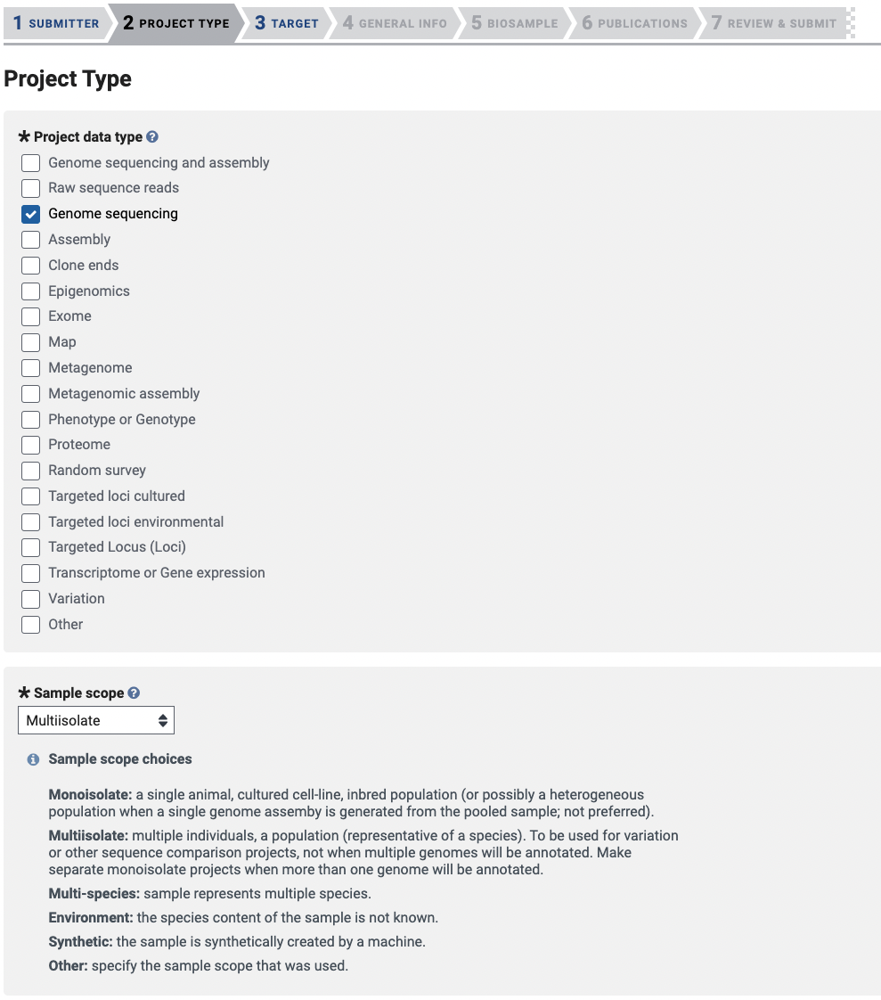 1 SUBMITTER 2 PROJECT TYPE 3 TARGET 4 GENERAL INFO 5 BIOSAMPLE 6 PUBLICATIONS 7 REVIEW & SUBMIT
Project Type
* Project data type ?
Genome sequencing and assembly
Raw sequence reads
Genome sequencing
Assembly
Clone ends
Epigenomics
Exome
Map
Metagenome
Metagenomic assembly
Phenotype or Genotype
Proteome
Random survey
Targeted loci cultured
Targeted loci environmental
Targeted Locus (Loci)
Transcriptome or Gene expression
Variation
Other
* Sample scope ?
Multiisolate
i Sample scope choices
Monoisolate: a single animal, cultured cell-line, inbred population (or possibly a heterogeneous
population when a single genome assemby is generated from the pooled sample; not preferred).
Multiisolate: multiple individuals, a population (representative of a species). To be used for variation
or other sequence comparison projects, not when multiple genomes will be annotated. Make
separate monoisolate projects when more than one genome will be annotated.
Multi-species: sample represents multiple species.
Environment: the species content of the sample is not known.
Synthetic: the sample is synthetically created by a machine.
Other: specify the sample scope that was used.